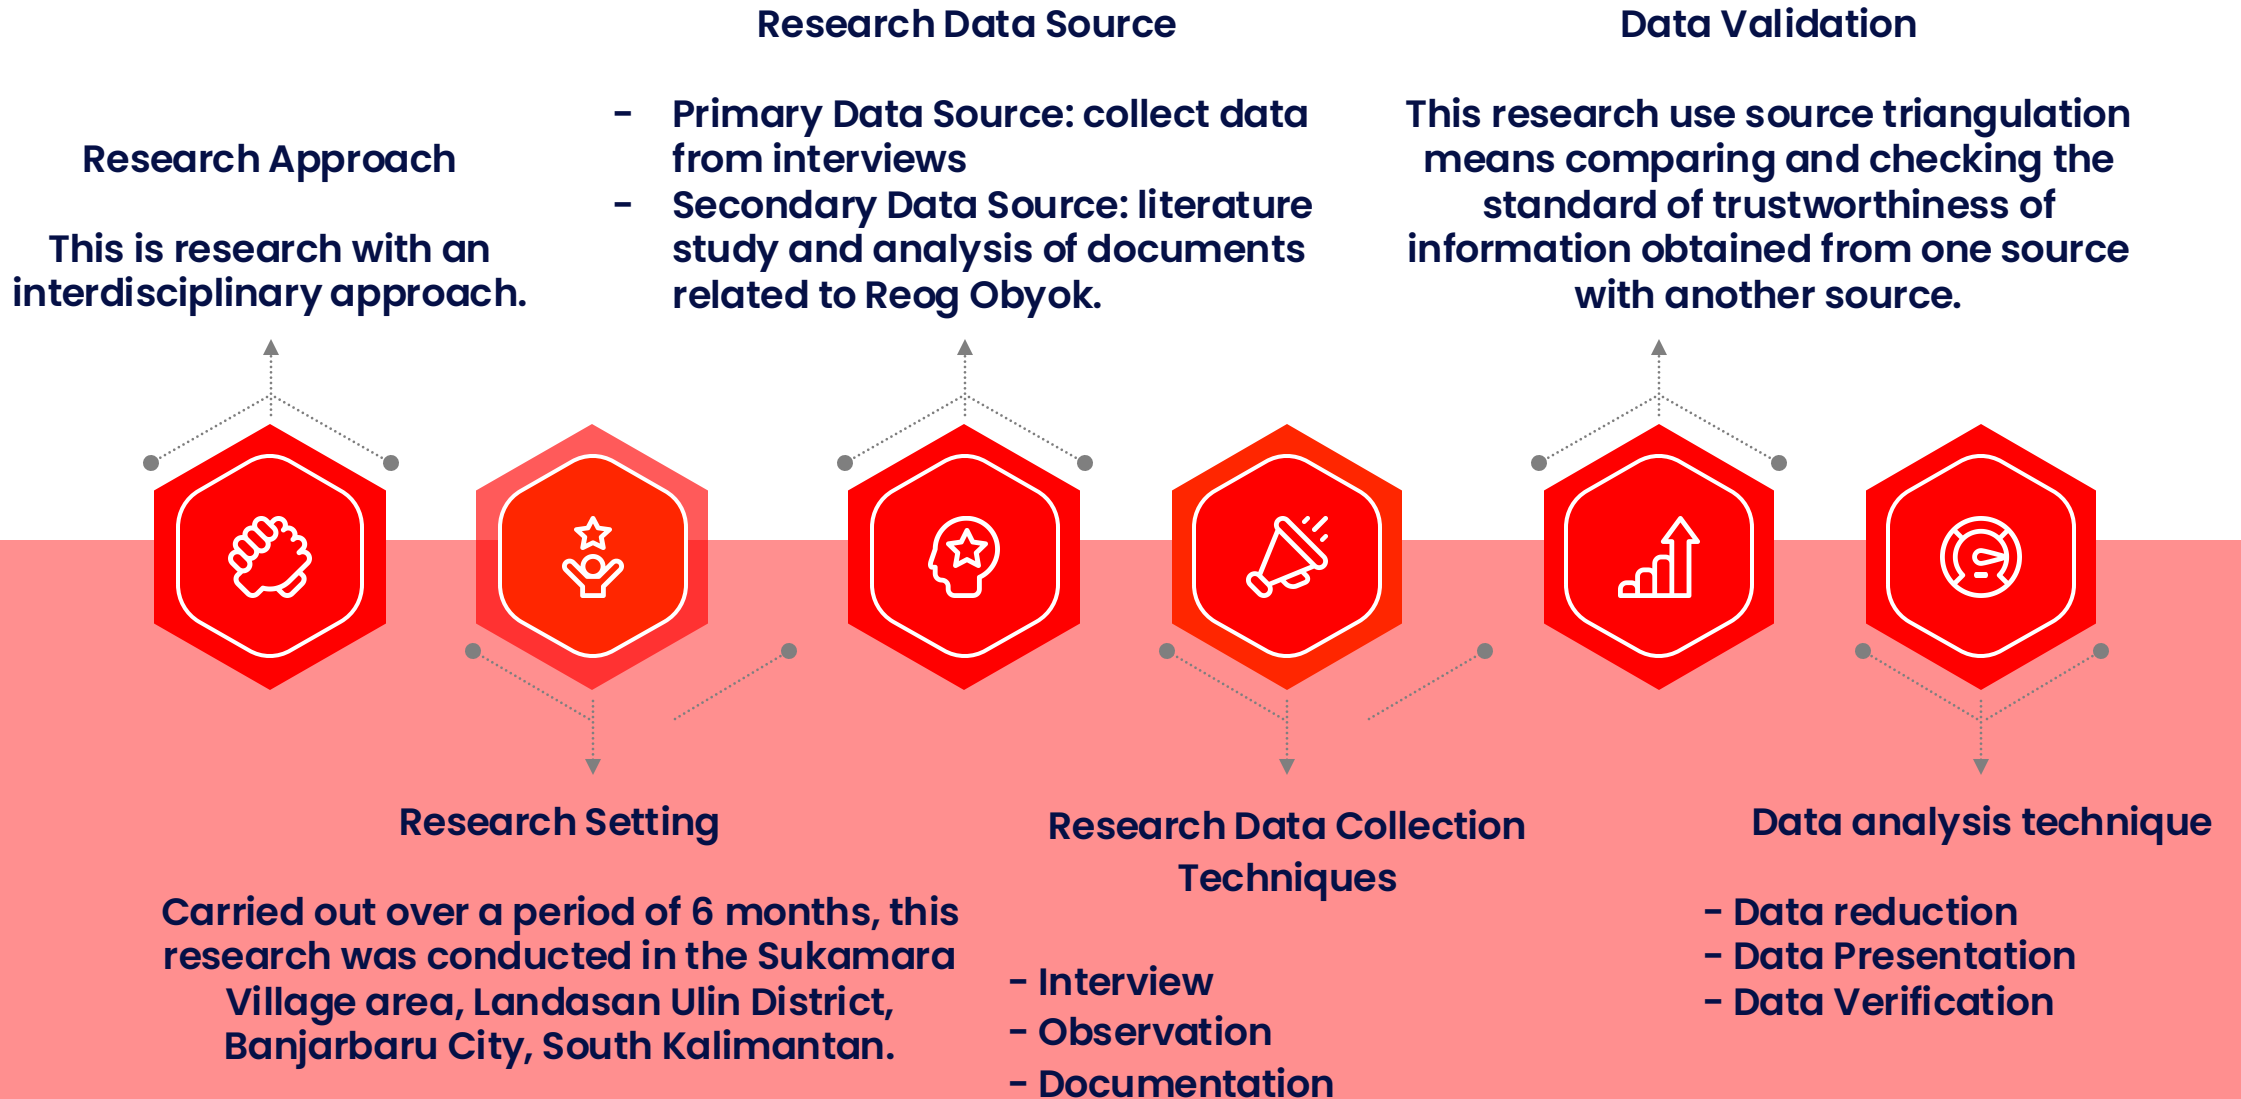 Research Approach
This is research with an
interdisciplinary approach.
Research Setting
Carried out over a period of 6 months, this
research was conducted in the Sukamara
Village area, Landasan Ulin District,
Banjarbaru City, South Kalimantan.
Research Data Source
- Primary Data Source: collect data
from interviews
- Secondary Data Source: literature
study and analysis of documents
related to Reog Obyok.
Research Data Collection
Techniques
- Interview
- Observation
- Documentation
Data Validation
This research use source triangulation
means comparing and checking the
standard of trustworthiness of
information obtained from one source
with another source.
Data analysis technique
- Data reduction
- Data Presentation
- Data Verification